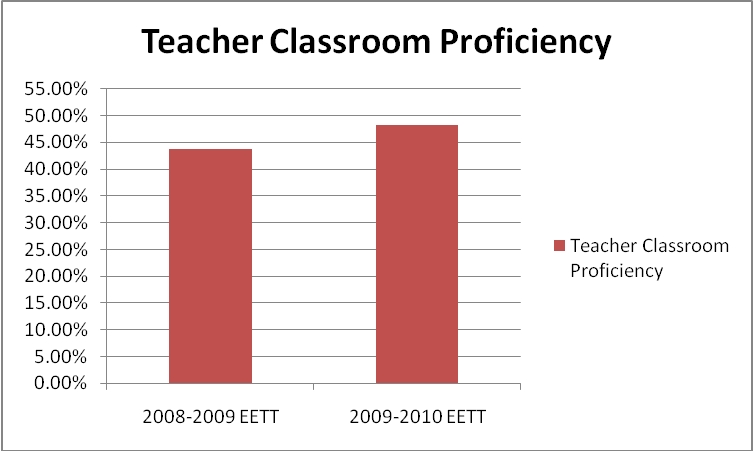 Teacher Classroom Proficiency
55.00%
50.00%
45.00%
40.00%
35.00%
30.00%
25.00%
20.00%
15.00%
10.00%
5.00%
0.00%
2008-2009 EETT
2009-2010 EETT
Teacher Classroom
Proficiency